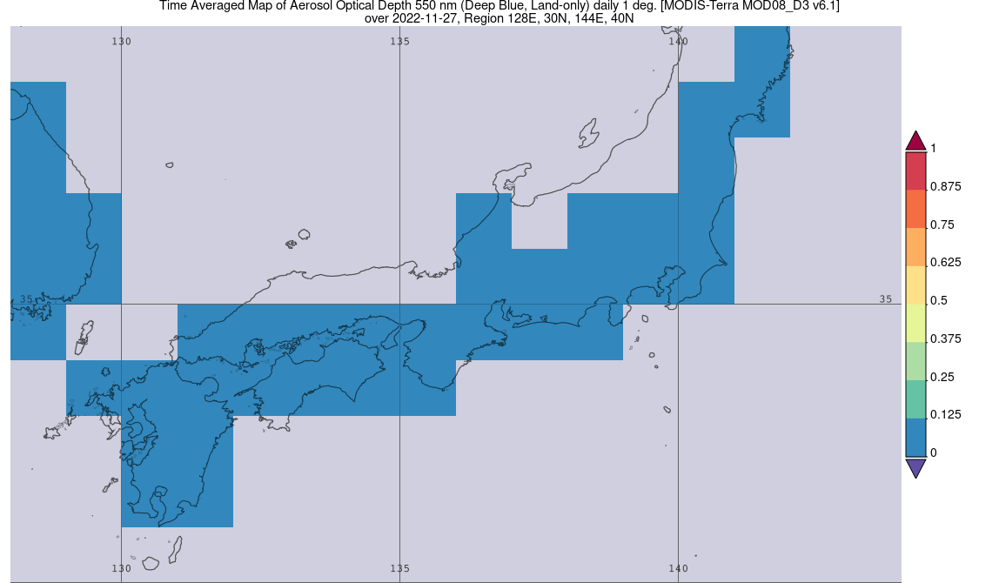 Time Averaged Map of Aerosol Optical Depth 550 nm (Deep Blue, Land-only) daily 1 deg. [MODIS-Terra MOD08_D3 v6.1]
over 2022-11-27, Region 128E, 30N, 144E, 40N
130 135 140
1
0.875
0.75
0.625
0.5
35 35
0.375
0.25
0.125
0
130 135 140